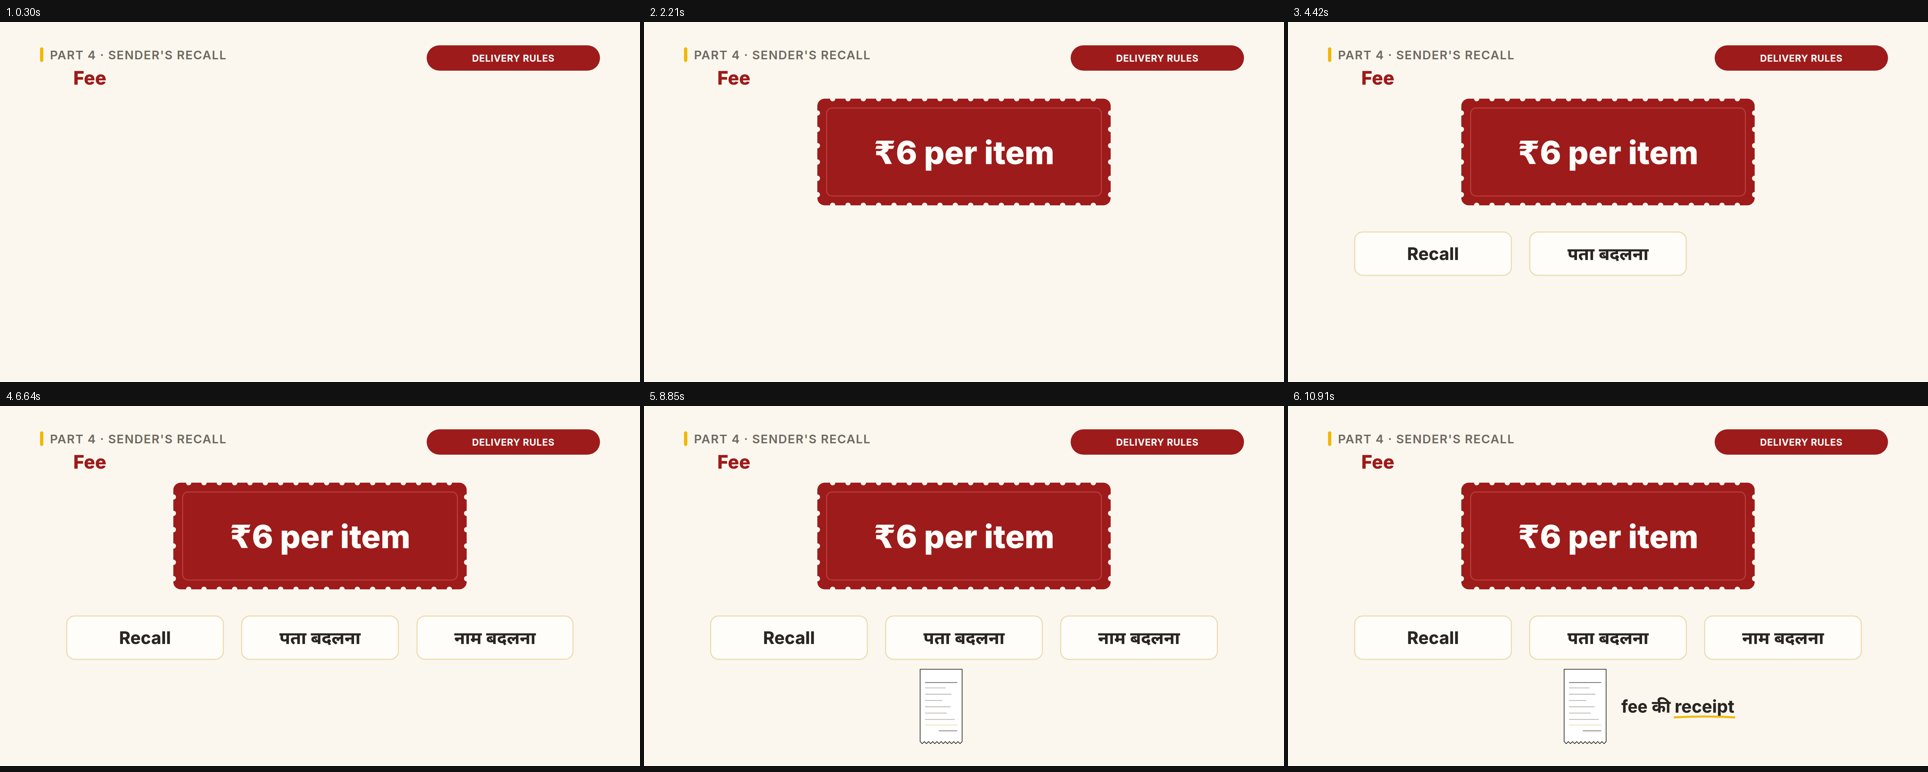 1. 0.30s
PART 4 · SENDER'S RECALL
DELIVERY RULES
Fee
2. 2.21s
PART 4 · SENDER'S RECALL
DELIVERY RULES
Fee
₹6 per item
3. 4.42s
PART 4 · SENDER'S RECALL
DELIVERY RULES
Fee
₹6 per item
Recall
पता बदलना
4. 6.64s
PART 4 · SENDER'S RECALL
DELIVERY RULES
Fee
₹6 per item
Recall
पता बदलना
नाम बदलना
5. 8.85s
PART 4 · SENDER'S RECALL
DELIVERY RULES
Fee
₹6 per item
Recall
पता बदलना
नाम बदलना
6. 10.91s
PART 4 · SENDER'S RECALL
DELIVERY RULES
Fee
₹6 per item
Recall
पता बदलना
नाम बदलना
fee की receipt